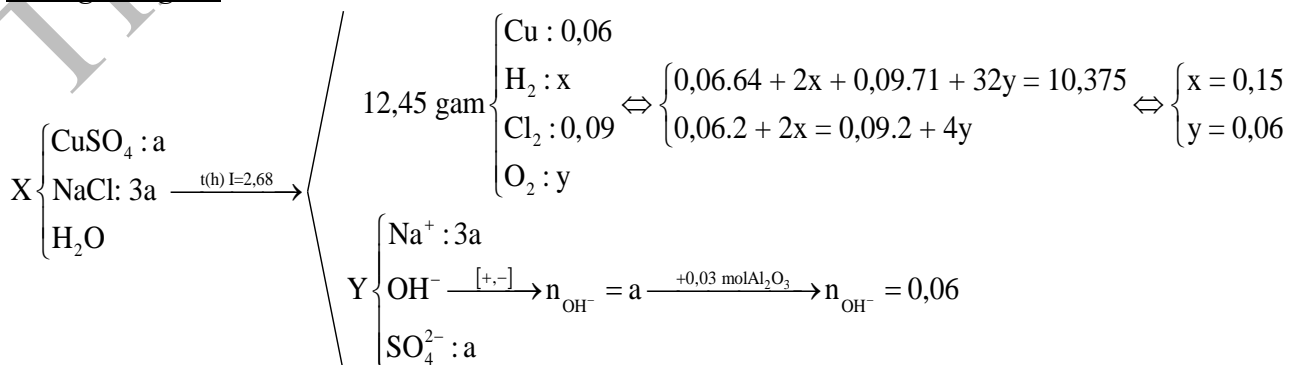 12,45 gam { Cu : 0,06
H₂ : x
Cl₂ : 0,09
O₂ : y
⇔ { 0,06.64 + 2x + 0,09.71 + 32y = 10,375
0,06.2 + 2x = 0,09.2 + 4y
⇔ { x = 0,15
y = 0,06
X { CuSO₄ : a
NaCl: 3a
H₂O
t(h) I=2,68 →
Y { Na⁺ : 3a
OH⁻ [+,−] → n_OH⁻ = a +0,03 molAl₂O₃ → n_OH⁻ = 0,06
SO₄²⁻ : a